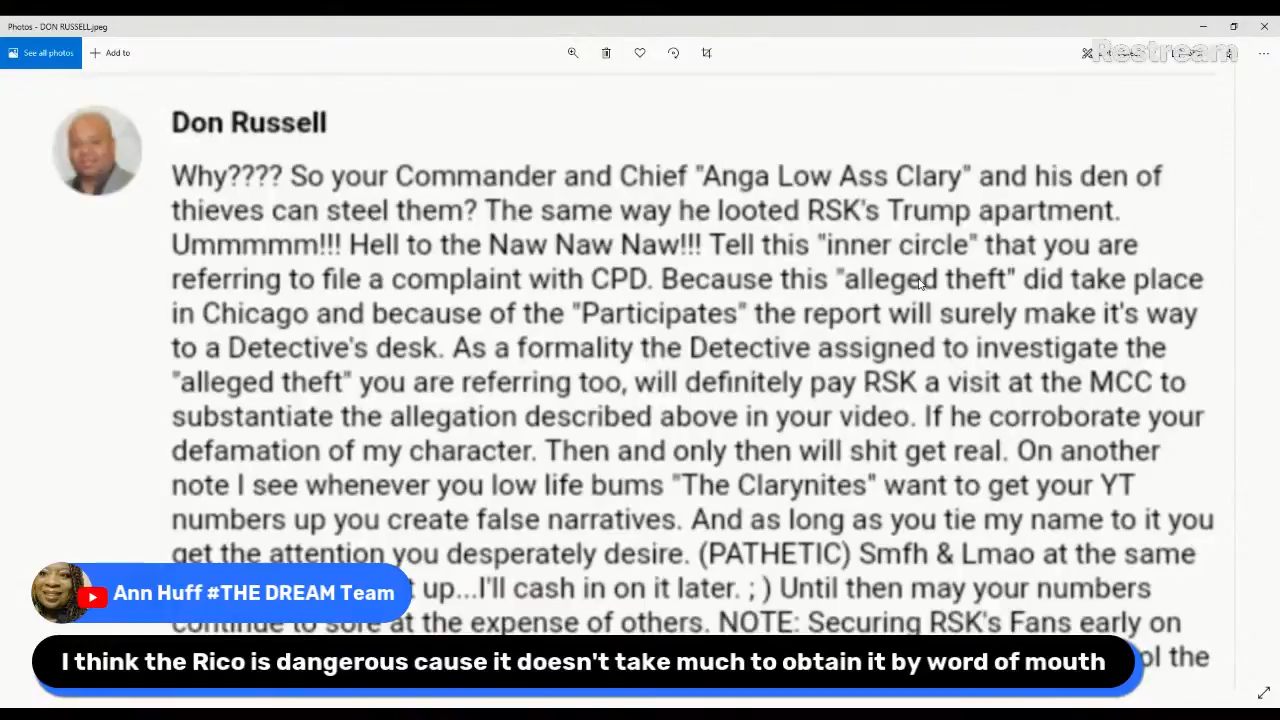 Photos - DON RUSSELL.jpeg
See all photos
Add to
Restream
Don Russell
Why???? So your Commander and Chief "Anga Low Ass Clary" and his den of
thieves can steel them? The same way he looted RSK's Trump apartment.
Ummmmm!!! Hell to the Naw Naw Naw!!! Tell this "inner circle" that you are
referring to file a complaint with CPD. Because this "alleged theft" did take place
in Chicago and because of the "Participates" the report will surely make it's way
to a Detective's desk. As a formality the Detective assigned to investigate the
"alleged theft" you are referring too, will definitely pay RSK a visit at the MCC to
substantiate the allegation described above in your video. If he corroborate your
defamation of my character. Then and only then will shit get real. On another
note I see whenever you low life bums "The Clarynites" want to get your YT
numbers up you create false narratives. And as long as you tie my name to it you
get the attention you desperately desire. (PATHETIC) Smfh & Lmao at the same
up...I'll cash in on it later. ; ) Until then may your numbers
continue to sore at the expense of others. NOTE: Securing RSK's Fans early on
the
Ann Huff #THE DREAM Team
I think the Rico is dangerous cause it doesn't take much to obtain it by word of mouth